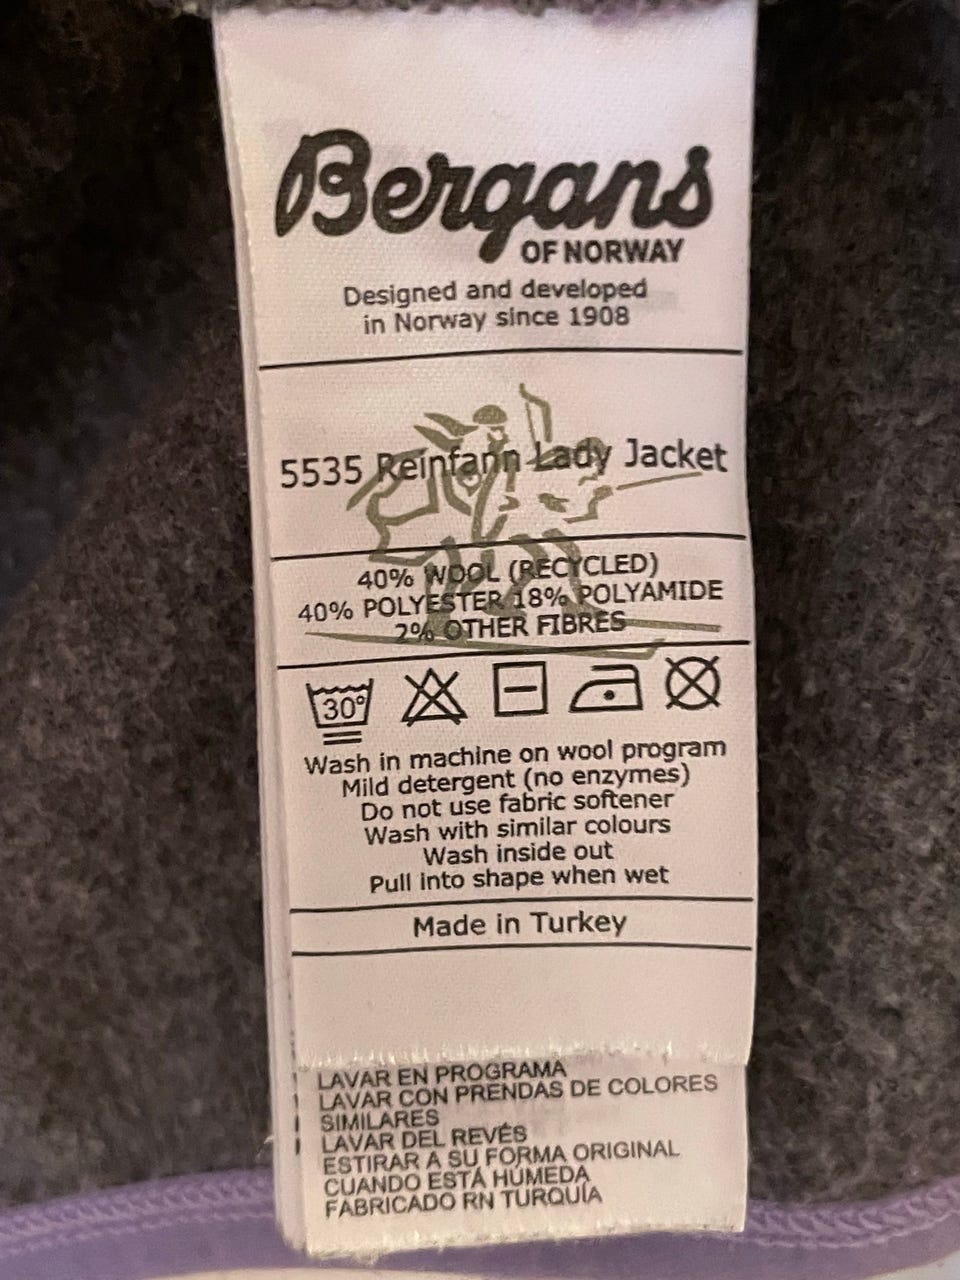 Bergans
OF NORWAY
Designed and developed
in Norway since 1908
5535 Reinfann Lady Jacket
40% WOOL (RECYCLED)
40% POLYESTER 18% POLYAMIDE
2% OTHER FIBRES
30°
Wash in machine on wool program
Mild detergent (no enzymes)
Do not use fabric softener
Wash with similar colours
Wash inside out
Pull into shape when wet
Made in Turkey
LAVAR EN PROGRAMA
LAVAR CON PRENDAS DE COLORES
SIMILARES
LAVAR DEL REVÉS
ESTIRAR A SU FORMA ORIGINAL
CUANDO ESTÁ HÚMEDA
FABRICADO RN TURQUÍA